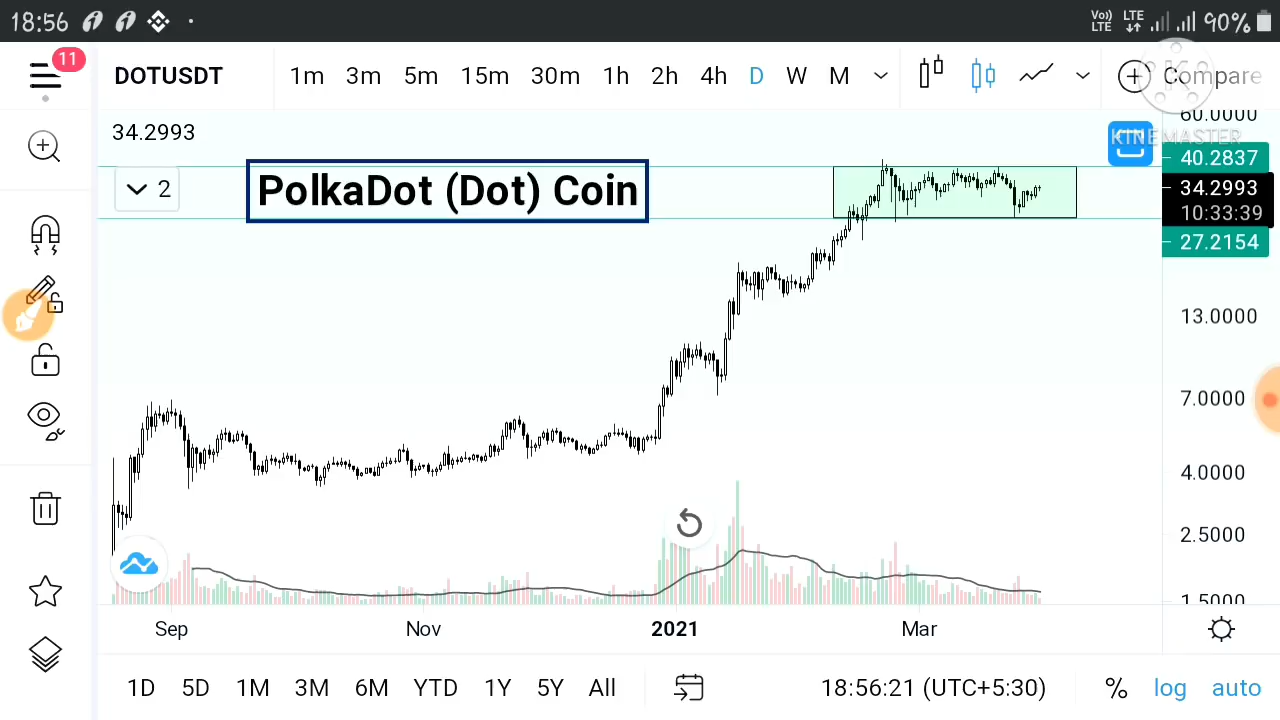 18:56 Vo) LTE LTE 90%
11
DOTUSDT 1m 3m 5m 15m 30m 1h 2h 4h D W M Compare
34.2993
60.0000
KINEMASTER
40.2837
2
PolkaDot (Dot) Coin
34.2993
10:33:39
27.2154
13.0000
7.0000
4.0000
2.5000
1.5000
Sep Nov 2021 Mar
1D 5D 1M 3M 6M YTD 1Y 5Y All 18:56:21 (UTC+5:30) % log auto